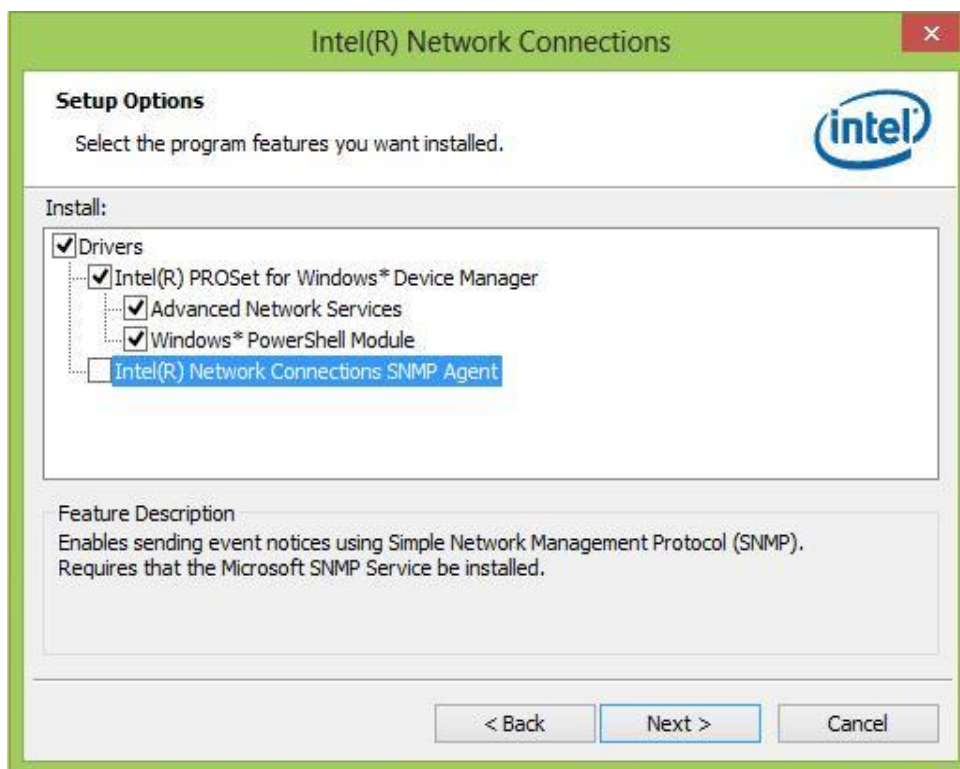 Intel(R) Network Connections
Setup Options
Select the program features you want installed.
intel
Install:
Drivers
Intel(R) PROSet for Windows* Device Manager
Advanced Network Services
Windows* PowerShell Module
Intel(R) Network Connections SNMP Agent
Feature Description
Enables sending event notices using Simple Network Management Protocol (SNMP).
Requires that the Microsoft SNMP Service be installed.
< Back Next > Cancel